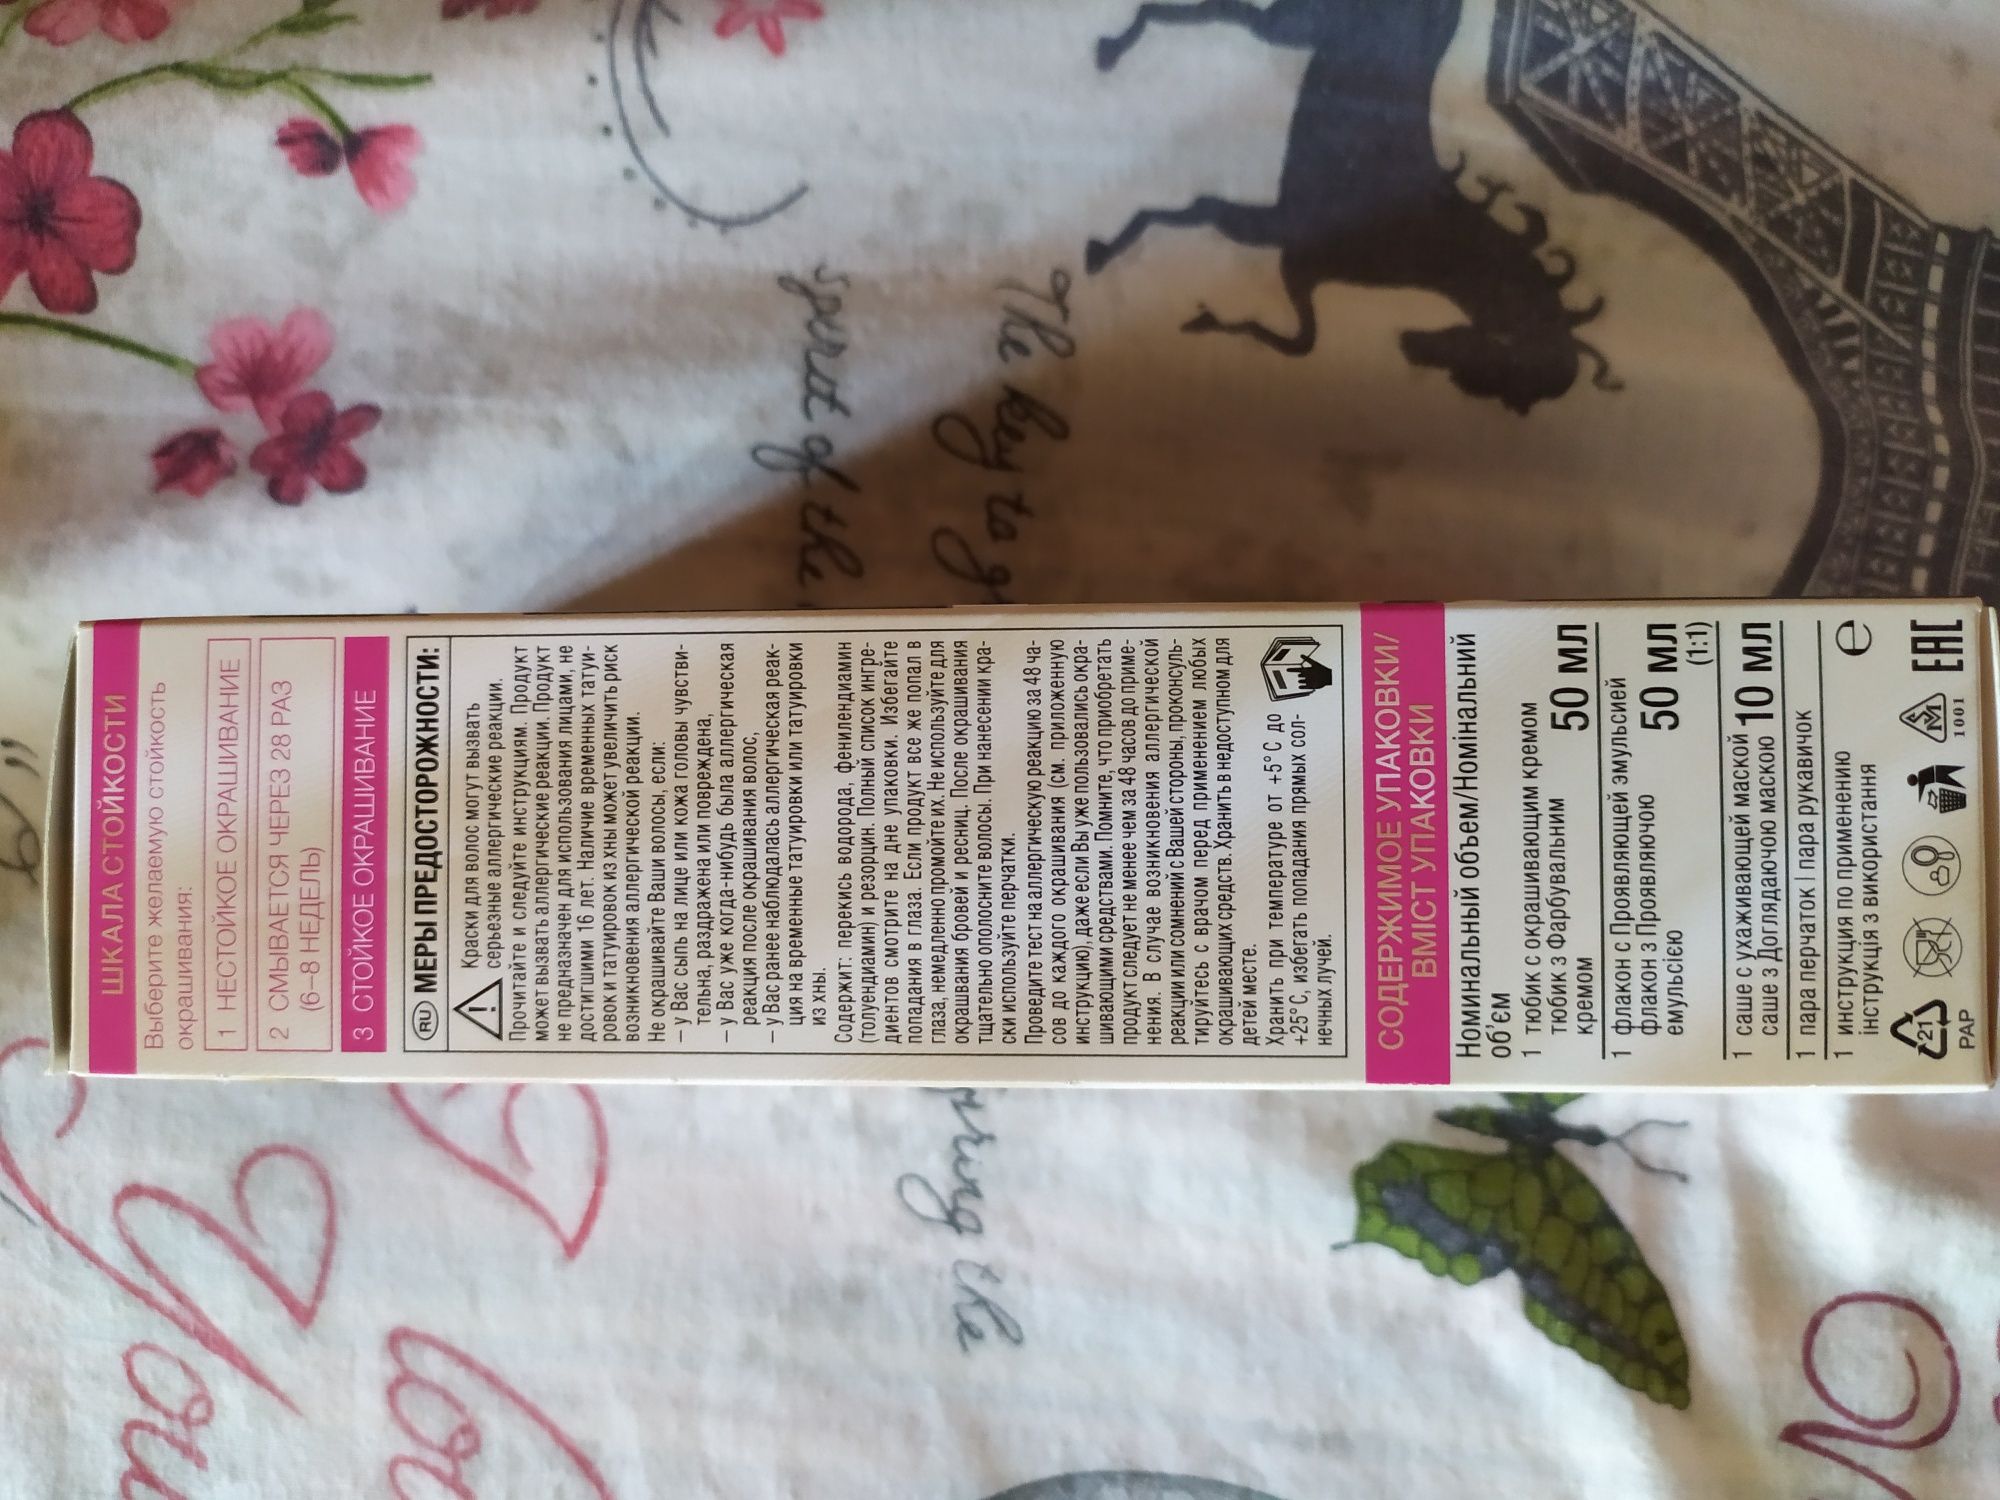 ШКАЛА СТОЙКОСТИ
Выберите желаемую стойкость
окрашивания:
1 НЕСТОЙКОЕ ОКРАШИВАНИЕ
2 СМЫВАЕТСЯ ЧЕРЕЗ 28 РАЗ
(6–8 НЕДЕЛЬ)
3 СТОЙКОЕ ОКРАШИВАНИЕ
RU МЕРЫ ПРЕДОСТОРОЖНОСТИ:
Краски для волос могут вызвать
серьезные аллергические реакции.
Прочитайте и следуйте инструкциям. Продукт
может вызвать аллергические реакции. Продукт
не предназначен для использования лицами, не
достигшими 16 лет. Наличие временных татуи-
ровок и татуировок из хны может увеличить риск
возникновения аллергической реакции.
Не окрашивайте Ваши волосы, если:
– у Вас сыпь на лице или кожа головы чувстви-
тельна, раздражена или повреждена,
– у Вас уже когда-нибудь была аллергическая
реакция после окрашивания волос,
– у Вас ранее наблюдалась аллергическая реак-
ция на временные татуировки или татуировки
из хны.
Содержит: перекись водорода, фенилендиамин
(толуендиамин) и резорцин. Полный список ингре-
диентов смотрите на дне упаковки. Избегайте
попадания в глаза. Если продукт все же попал в
глаза, немедленно промойте их. Не используйте для
окрашивания бровей и ресниц. После окрашивания
тщательно ополосните волосы. При нанесении кра-
ски используйте перчатки.
Проведите тест на аллергическую реакцию за 48 ча-
сов до каждого окрашивания (см. приложенную
инструкцию), даже если Вы уже пользовались окра-
шивающими средствами. Помните, что приобретать
продукт следует не менее чем за 48 часов до приме-
нения. В случае возникновения аллергической
реакции или сомнений с Вашей стороны, проконсуль-
тируйтесь с врачом перед применением любых
окрашивающих средств. Хранить в недоступном для
детей месте.
Хранить при температуре от +5°С до
+25°С, избегать попадания прямых сол-
нечных лучей.
СОДЕРЖИМОЕ УПАКОВКИ/
ВМІСТ УПАКОВКИ
Номинальный объем/Номінальний
об'єм
1 тюбик с окрашивающим кремом
тюбик з Фарбувальним 50 МЛ
кремом
1 флакон с Проявляющей эмульсией
флакон з Проявляючою 50 МЛ
емульсією (1:1)
1 саше с ухаживающей маской
саше з Доглядаючою маскою 10 МЛ
1 пара перчаток | пара рукавичок
1 инструкция по применению
інструкція з використання
℮
21
PAP
1001
EAC
spirit of the
The key to g
pring the
You